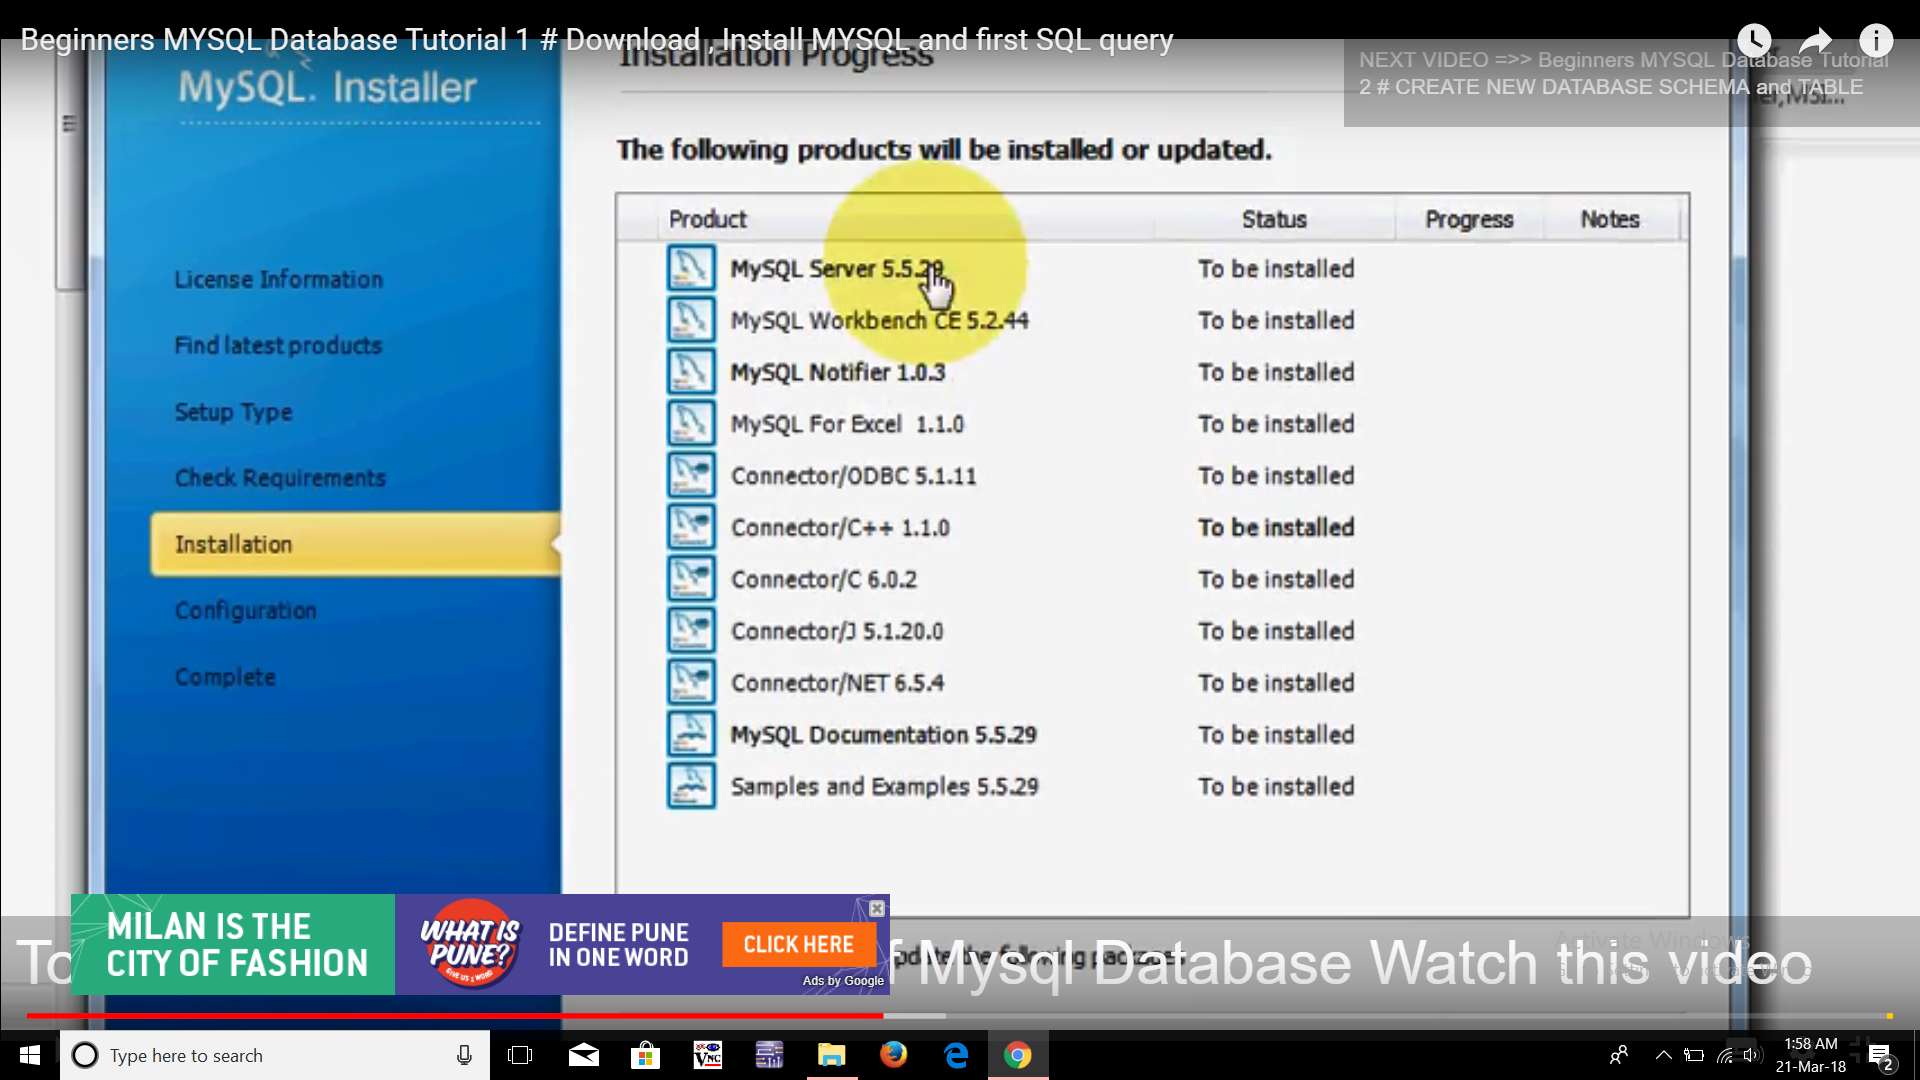 Beginners MYSQL Database Tutorial 1 # Download , Install MYSQL and first SQL query
NEXT VIDEO =>> Beginners MYSQL Database Tutorial
2 # CREATE NEW DATABASE SCHEMA and TABLE
MySQL. Installer
Installation Progress
The following products will be installed or updated.
License Information
Find latest products
Setup Type
Check Requirements
Installation
Configuration
Complete
Product Status Progress Notes
MySQL Server 5.5.29 To be installed
MySQL Workbench CE 5.2.44 To be installed
MySQL Notifier 1.0.3 To be installed
MySQL For Excel 1.1.0 To be installed
Connector/ODBC 5.1.11 To be installed
Connector/C++ 1.1.0 To be installed
Connector/C 6.0.2 To be installed
Connector/J 5.1.20.0 To be installed
Connector/NET 6.5.4 To be installed
MySQL Documentation 5.5.29 To be installed
Samples and Examples 5.5.29 To be installed
MILAN IS THE
CITY OF FASHION
WHAT IS
PUNE?
GIVE US 1 WORD
DEFINE PUNE
IN ONE WORD
CLICK HERE
Ads by Google
To f Mysql Database Watch this video
the following packages
Activate Windows
Type here to search
VNC
1:58 AM
21-Mar-18
2